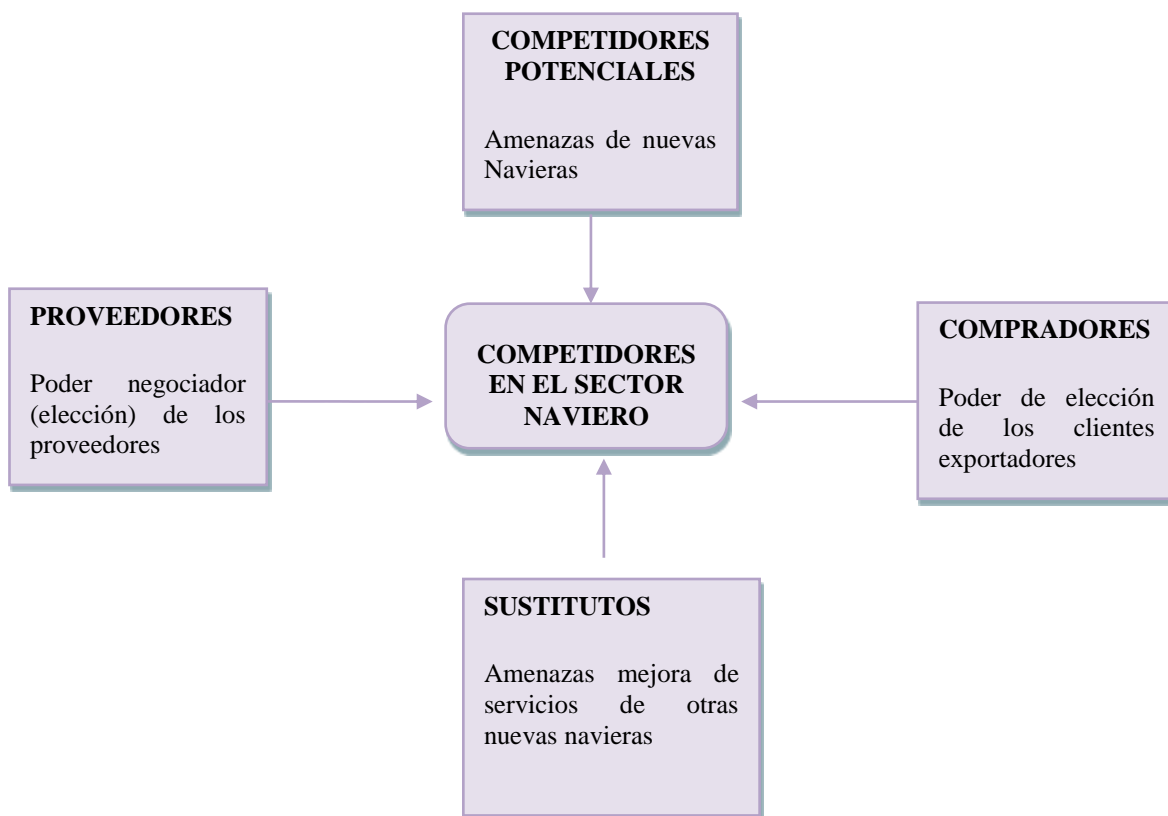 COMPETIDORES
POTENCIALES
Amenazas de nuevas
Navieras
PROVEEDORES
Poder negociador
(elección) de los
proveedores
COMPETIDORES
EN EL SECTOR
NAVIERO
COMPRADORES
Poder de elección
de los clientes
exportadores
SUSTITUTOS
Amenazas mejora de
servicios de otras
nuevas navieras